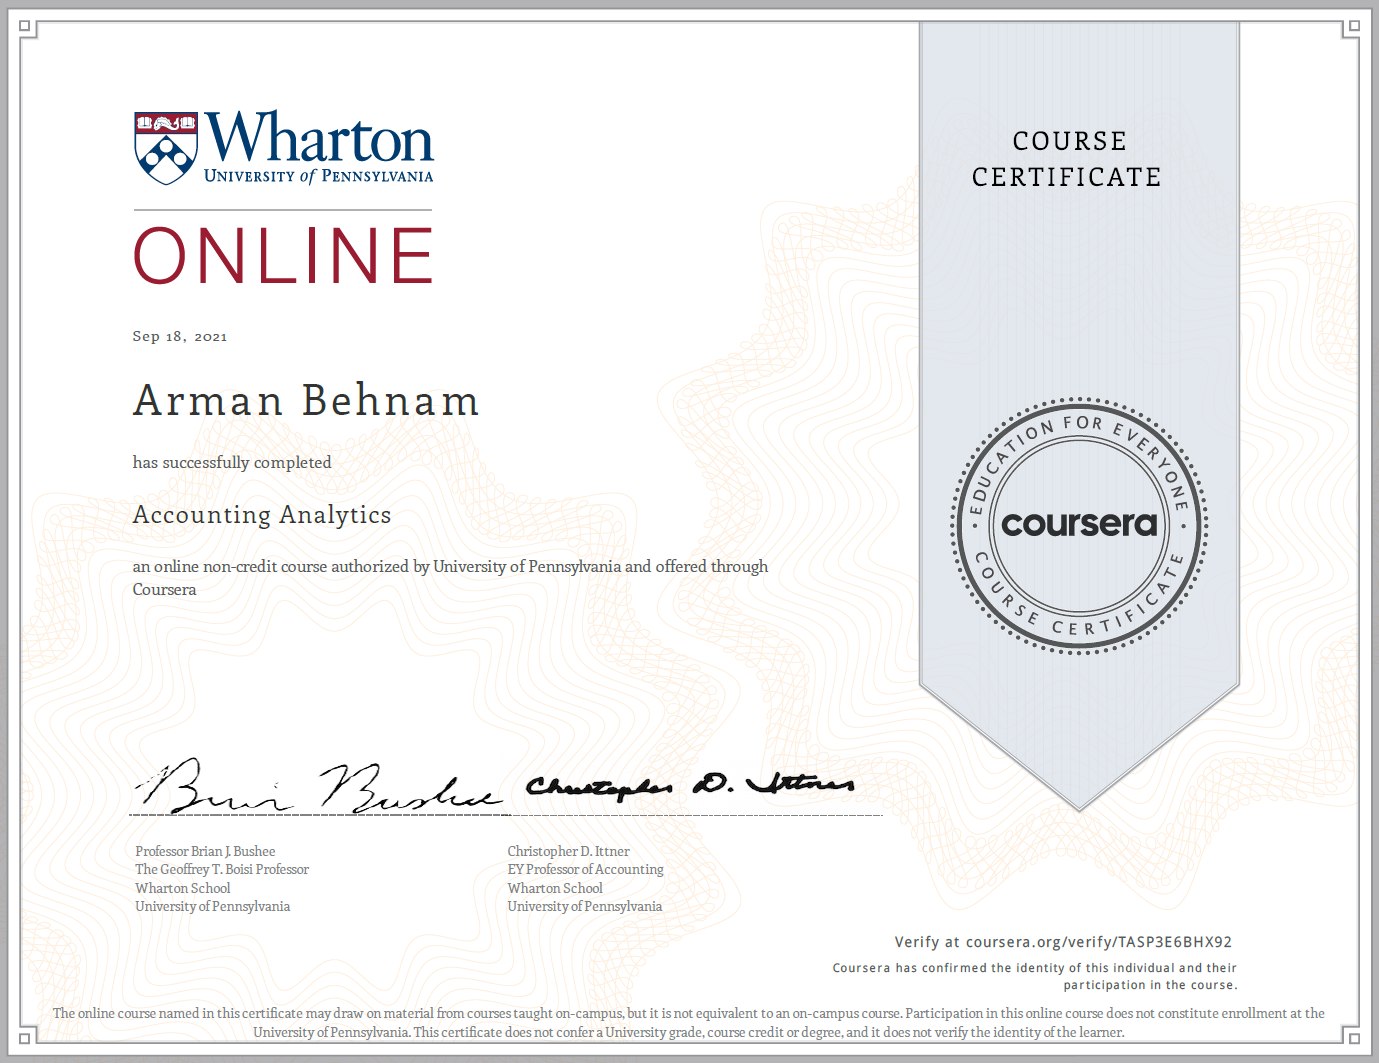 Wharton
UNIVERSITY of PENNSYLVANIA
ONLINE
COURSE
CERTIFICATE
Sep 18, 2021
Arman Behnam
has successfully completed
Accounting Analytics
an online non-credit course authorized by University of Pennsylvania and offered through
Coursera
EDUCATION FOR EVERYONE
coursera
COURSE CERTIFICATE
Brian Bushee
Christopher D. Ittner
Professor Brian J. Bushee
The Geoffrey T. Boisi Professor
Wharton School
University of Pennsylvania
Christopher D. Ittner
EY Professor of Accounting
Wharton School
University of Pennsylvania
Verify at coursera.org/verify/TASP3E6BHX92
Coursera has confirmed the identity of this individual and their
participation in the course.
The online course named in this certificate may draw on material from courses taught on-campus, but it is not equivalent to an on-campus course. Participation in this online course does not constitute enrollment at the
University of Pennsylvania. This certificate does not confer a University grade, course credit or degree, and it does not verify the identity of the learner.